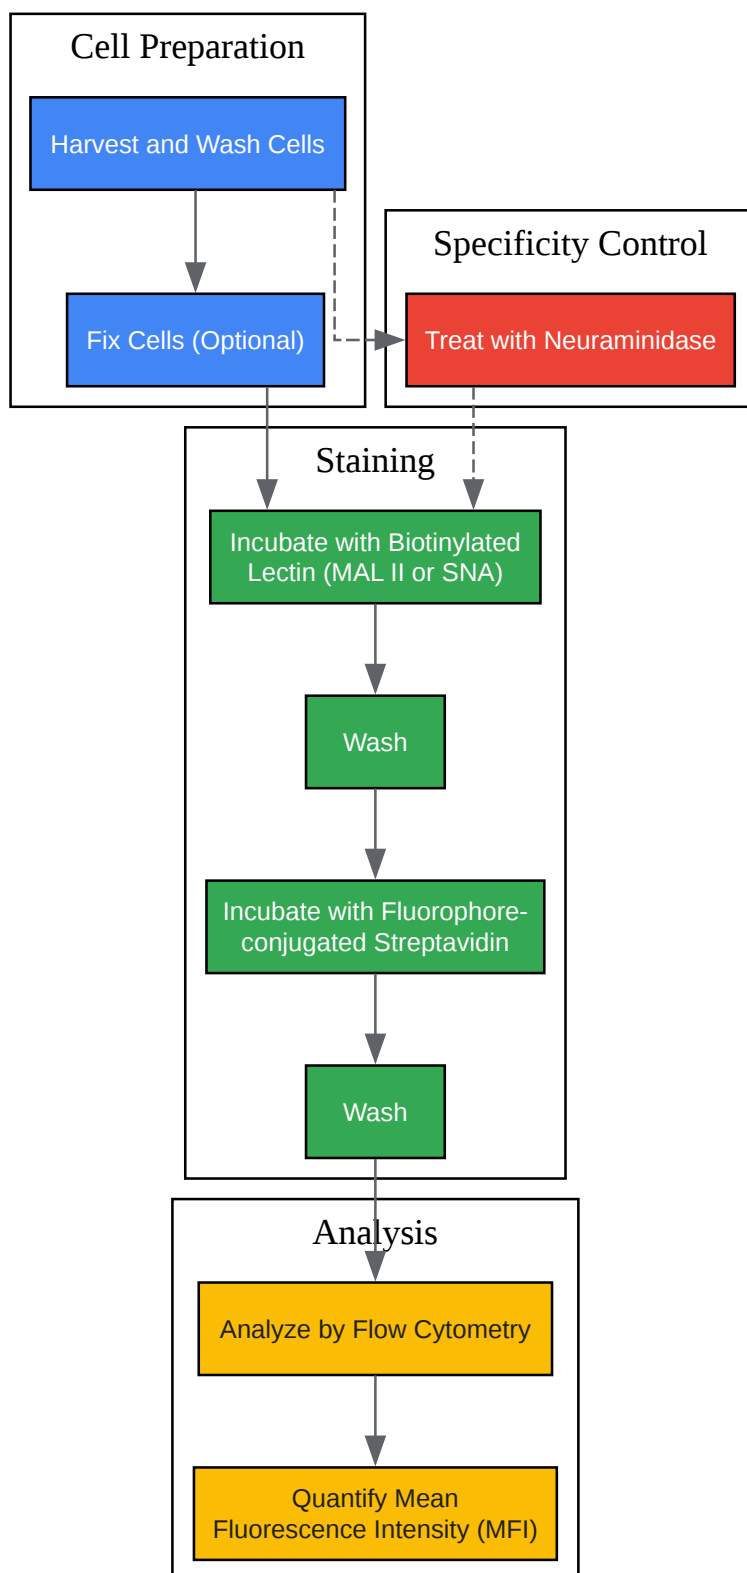 Cell Preparation
Harvest and Wash Cells
Specificity Control
Fix Cells (Optional)
Treat with Neuraminidase
Staining
Incubate with Biotinylated
Lectin (MAL II or SNA)
Wash
Incubate with Fluorophore-
conjugated Streptavidin
Wash
Analysis
Analyze by Flow Cytometry
Quantify Mean
Fluorescence Intensity (MFI)